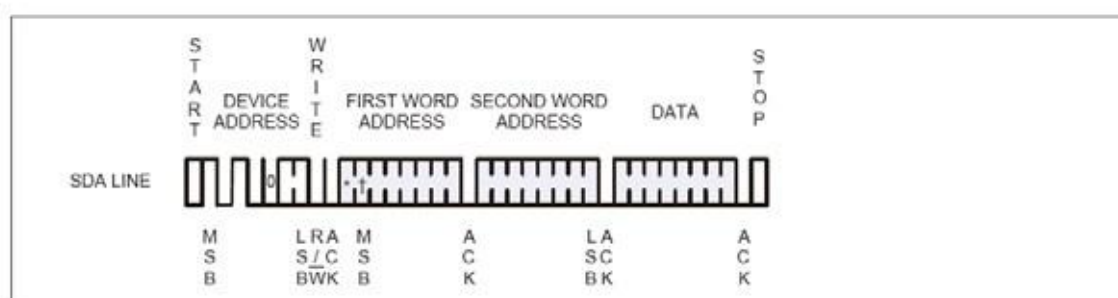 START
WRITE
STOP
DEVICE
ADDRESS
FIRST WORD
ADDRESS
SECOND WORD
ADDRESS
DATA
SDA LINE
0
* †
MSB
LSB
R/W
ACK
MSB
ACK
LSB
ACK
ACK